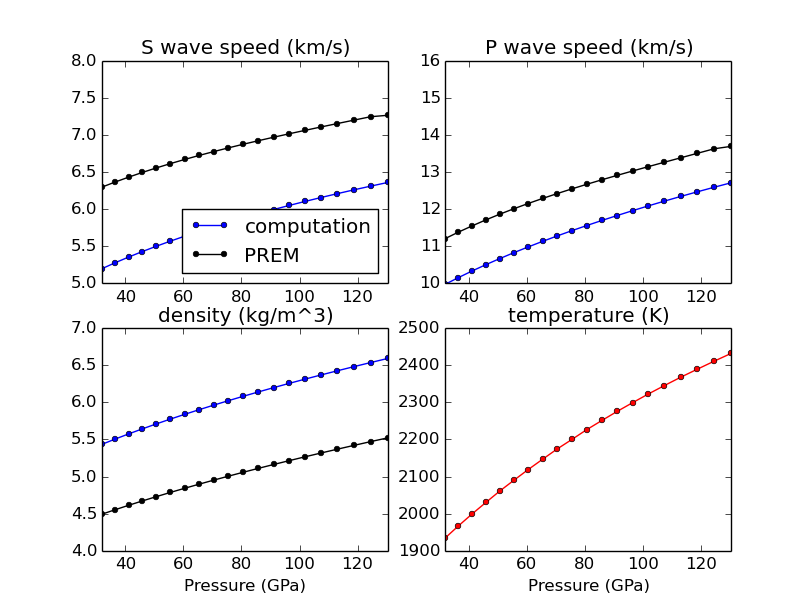 S wave speed (km/s)
8.0
7.5
7.0
6.5
6.0
5.5
5.0
computation
PREM
40 60 80 100 120
P wave speed (km/s)
16
15
14
13
12
11
10
40 60 80 100 120
density (kg/m^3)
7.0
6.5
6.0
5.5
5.0
4.5
4.0
40 60 80 100 120
Pressure (GPa)
temperature (K)
2500
2400
2300
2200
2100
2000
1900
40 60 80 100 120
Pressure (GPa)